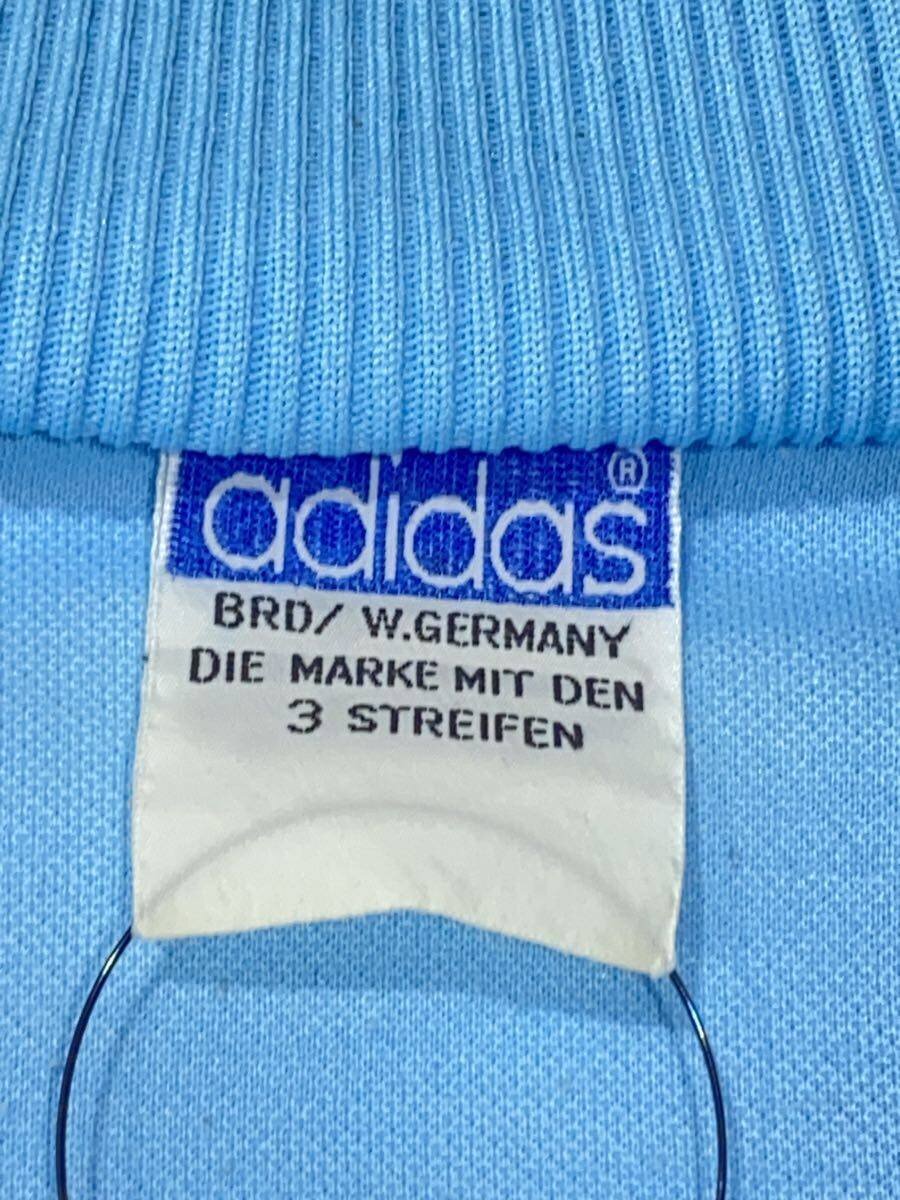 adidas®
BRD/ W.GERMANY
DIE MARKE MIT DEN
3 STREIFEN